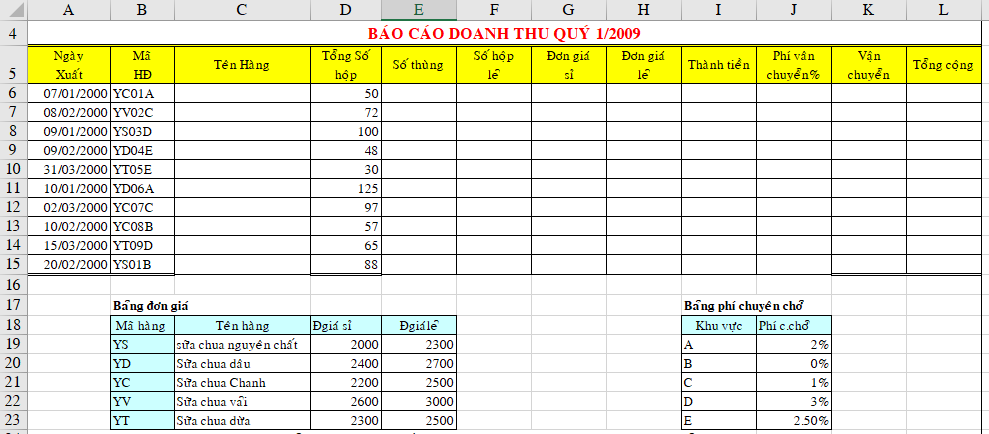 A B C D E F G H I J K L
4 BÁO CÁO DOANH THU QUÝ 1/2009
5 Ngày Xuất Mã HĐ Tên Hàng Tổng Số hộp Số thùng Số hộp lẽ Đơn giá sỉ Đơn giá lẽ Thành tiền Phí vân chuyển% Vận chuyển Tổng cộng
6 07/01/2000 YC01A 50
7 08/02/2000 YV02C 72
8 09/01/2000 YS03D 100
9 09/02/2000 YD04E 48
10 31/03/2000 YT05E 30
11 10/01/2000 YD06A 125
12 02/03/2000 YC07C 97
13 10/02/2000 YC08B 57
14 15/03/2000 YT09D 65
15 20/02/2000 YS01B 88
16
17 Bảng đơn giá Bảng phí chuyên chở
18 Mã hàng Tên hàng Đgiá sỉ Đgiálẽ Khu vực Phí c.chở
19 YS sữa chua nguyên chất 2000 2300 A 2%
20 YD Sữa chua dâu 2400 2700 B 0%
21 YC Sữa chua Chanh 2200 2500 C 1%
22 YV Sữa chua vải 2600 3000 D 3%
23 YT Sữa chua dừa 2300 2500 E 2.50%